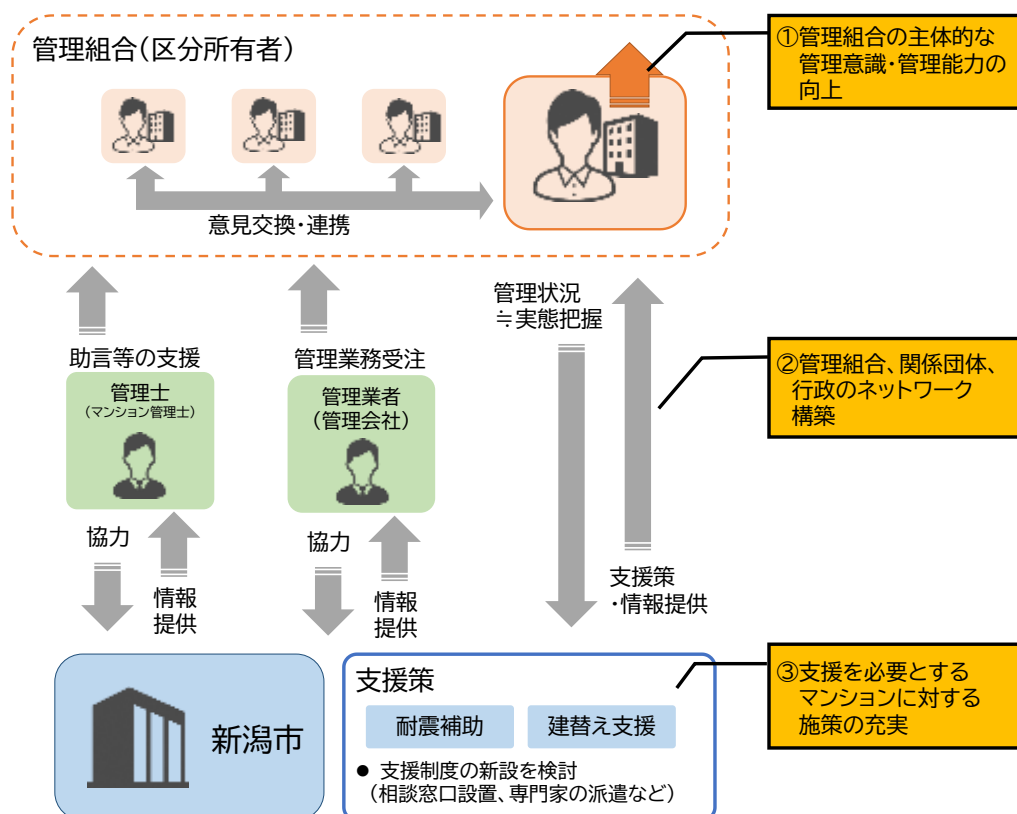 管理組合(区分所有者)
①管理組合の主体的な
管理意識・管理能力の
向上
意見交換・連携
管理状況
≒実態把握
助言等の支援
管理業務受注
②管理組合、関係団体、
行政のネットワーク
構築
管理士
(マンション管理士)
管理業者
(管理会社)
協力
情報
提供
協力
情報
提供
支援策
・情報提供
新潟市
支援策
耐震補助
建替え支援
● 支援制度の新設を検討
(相談窓口設置、専門家の派遣など)
③支援を必要とする
マンションに対する
施策の充実